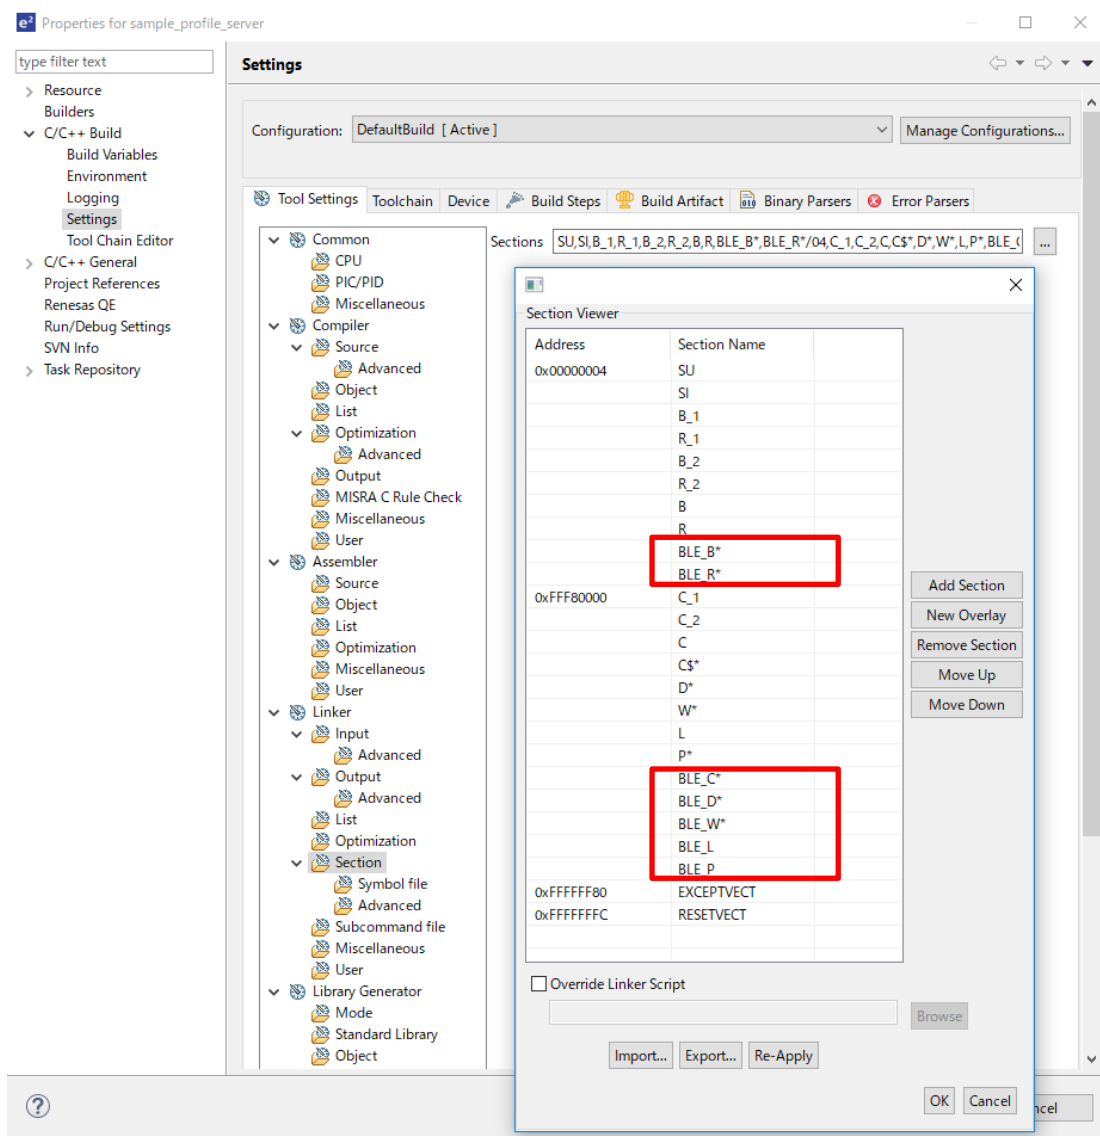 e² Properties for sample_profile_server
type filter text
Resource
Builders
C/C++ Build
Build Variables
Environment
Logging
Settings
Tool Chain Editor
C/C++ General
Project References
Renesas QE
Run/Debug Settings
SVN Info
Task Repository
Settings
Configuration: DefaultBuild [ Active ]
Manage Configurations...
Tool Settings Toolchain Device Build Steps Build Artifact Binary Parsers Error Parsers
Common
CPU
PIC/PID
Miscellaneous
Compiler
Source
Advanced
Object
List
Optimization
Advanced
Output
MISRA C Rule Check
Miscellaneous
User
Assembler
Source
Object
List
Optimization
Miscellaneous
User
Linker
Input
Advanced
Output
Advanced
List
Optimization
Section
Symbol file
Advanced
Subcommand file
Miscellaneous
User
Library Generator
Mode
Standard Library
Object
Sections SU,SI,B_1,R_1,B_2,R_2,B,R,BLE_B*,BLE_R*/04,C_1,C_2,C,C$*,D*,W*,L,P*,BLE_( ...
Section Viewer
Address Section Name
0x00000004 SU
SI
B_1
R_1
B_2
R_2
B
R
BLE_B*
BLE_R*
0xFFF80000 C_1
C_2
C
C$*
D*
W*
L
P*
BLE_C*
BLE_D*
BLE_W*
BLE_L
BLE_P
0xFFFFFF80 EXCEPTVECT
0xFFFFFFFC RESETVECT
Add Section
New Overlay
Remove Section
Move Up
Move Down
Override Linker Script
Browse
Import... Export... Re-Apply
OK Cancel
ncel